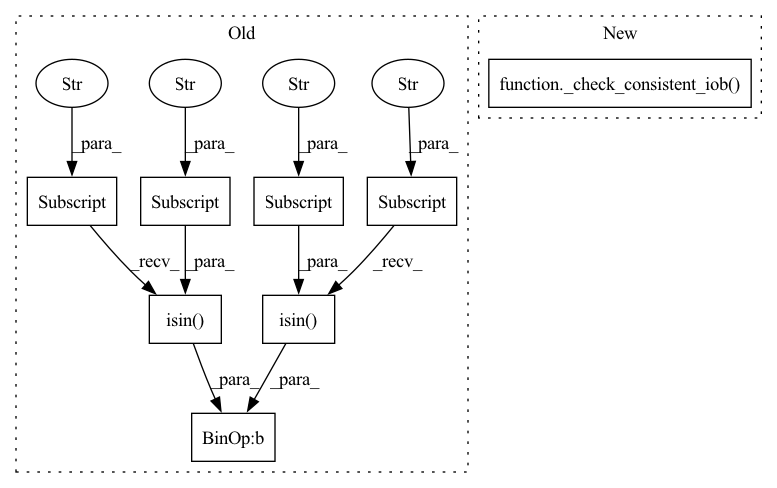 Old
New
Str
Str
Str
Str
function._check_consistent_iob()
_para_
_para_
_para_
_para_
Subscript
Subscript
Subscript
Subscript
_recv_
_para_
_para_
_recv_
isin()
isin()
_para_
_para_
BinOp:b